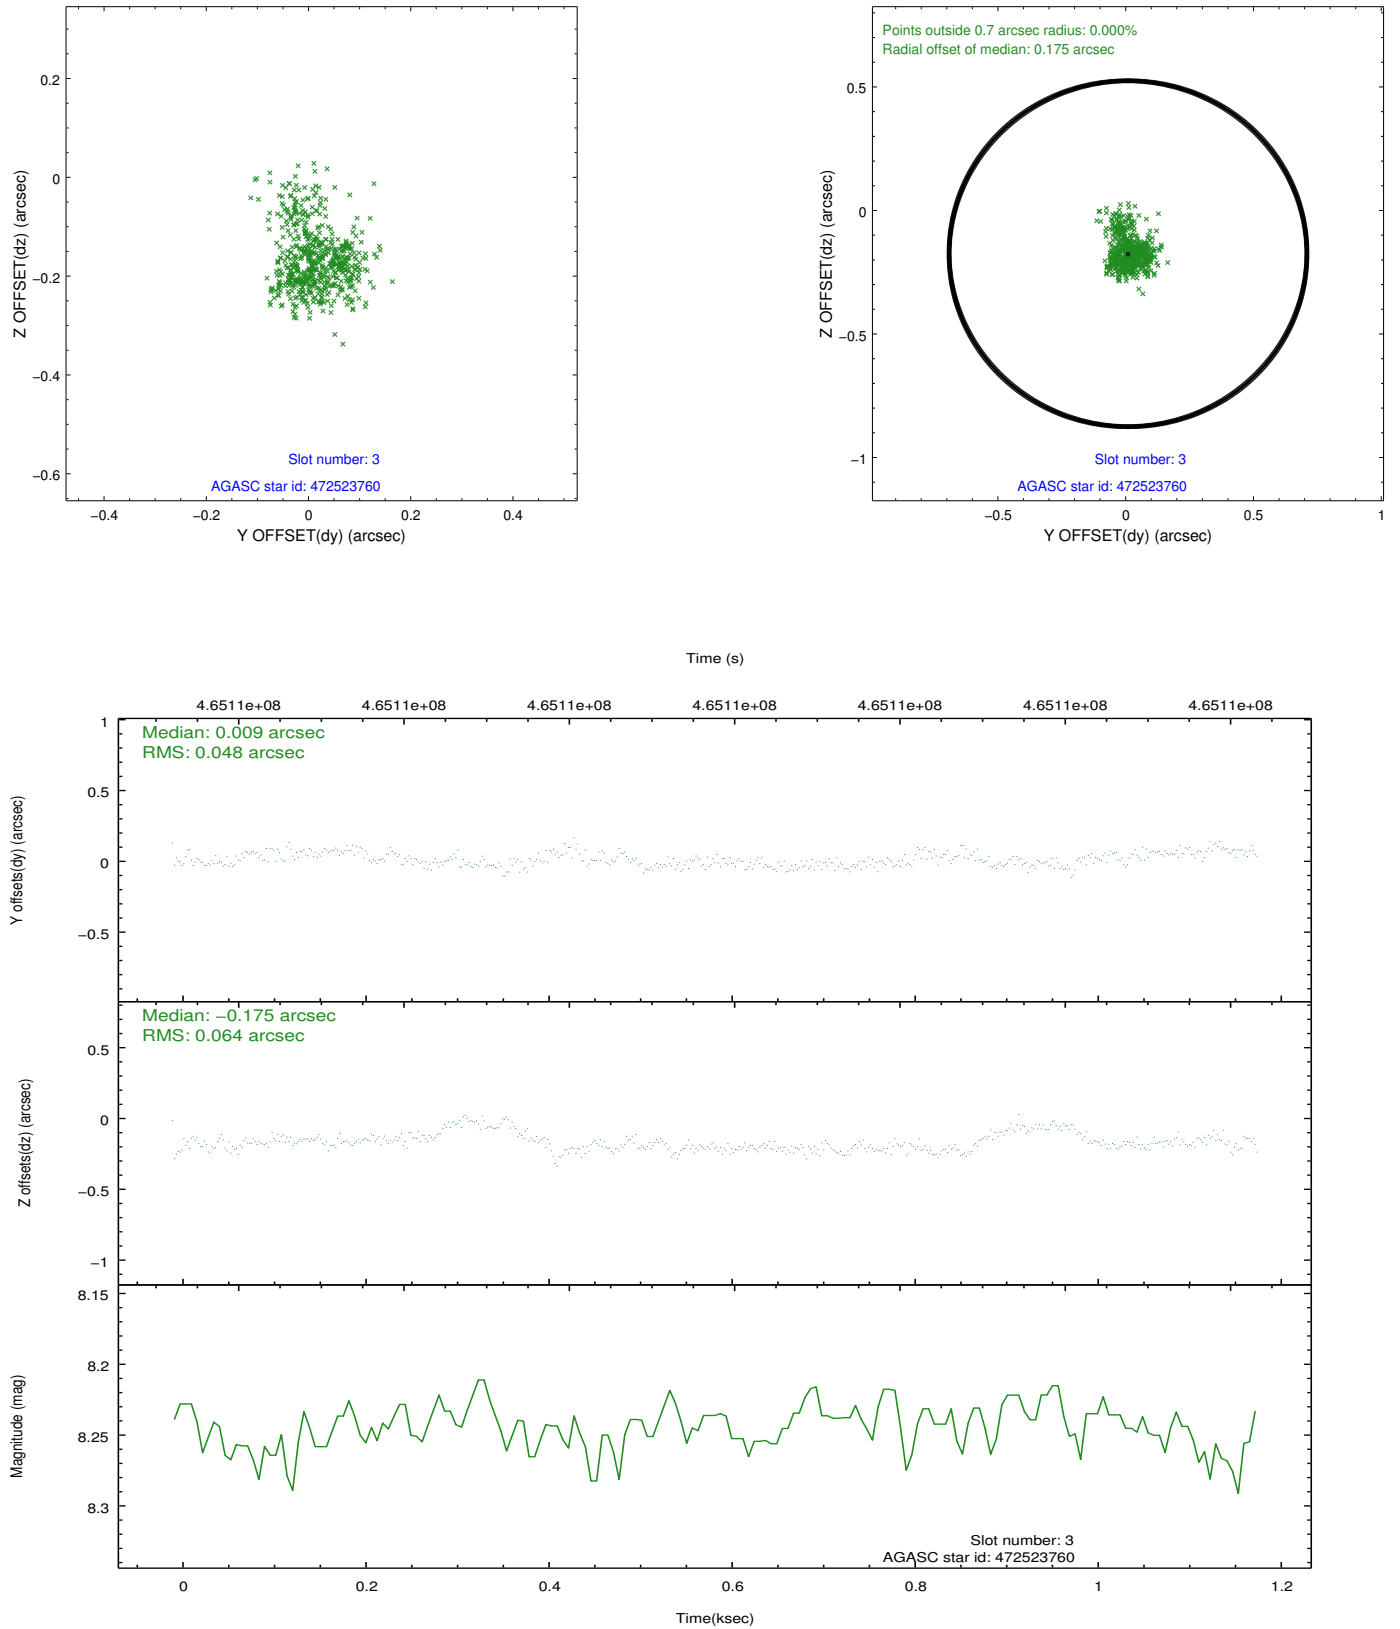 0.2
0
−0.2
−0.4
−0.6
Z OFFSET(dz) (arcsec)
Slot number: 3
AGASC star id: 472523760
−0.4
−0.2
0
0.2
0.4
Y OFFSET(dy) (arcsec)
Points outside 0.7 arcsec radius: 0.000%
Radial offset of median: 0.175 arcsec
0.5
0
−0.5
−1
Z OFFSET(dz) (arcsec)
Slot number: 3
AGASC star id: 472523760
−0.5
0
0.5
1
Y OFFSET(dy) (arcsec)
Time (s)
4.6511e+08 4.6511e+08 4.6511e+08 4.6511e+08 4.6511e+08 4.6511e+08 4.6511e+08
Median: 0.009 arcsec
RMS: 0.048 arcsec
1
0.5
0
−0.5
Y offsets(dy) (arcsec)
Median: −0.175 arcsec
RMS: 0.064 arcsec
0.5
0
−0.5
−1
Z offsets(dz) (arcsec)
8.15
8.2
8.25
8.3
Magnitude (mag)
Slot number: 3
AGASC star id: 472523760
0 0.2 0.4 0.6 0.8 1 1.2
Time(ksec)